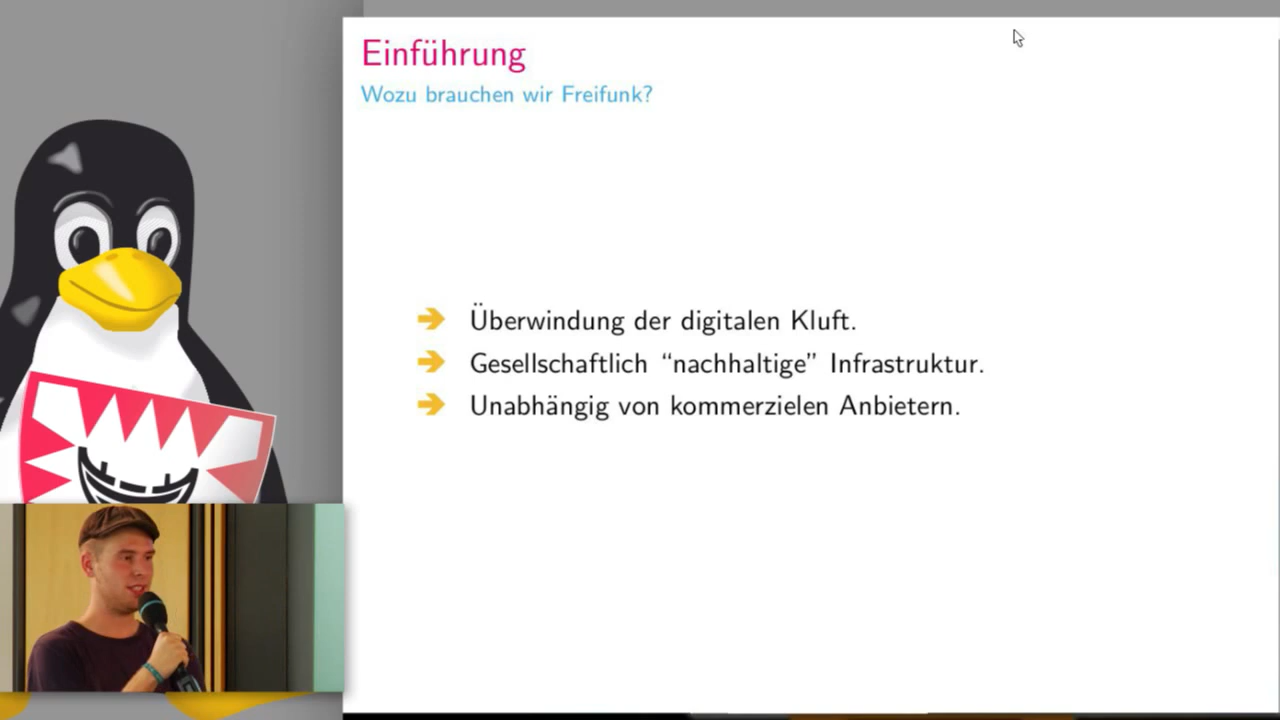 Einführung
Wozu brauchen wir Freifunk?
Überwindung der digitalen Kluft.
Gesellschaftlich “nachhaltige” Infrastruktur.
Unabhängig von kommerzielen Anbietern.